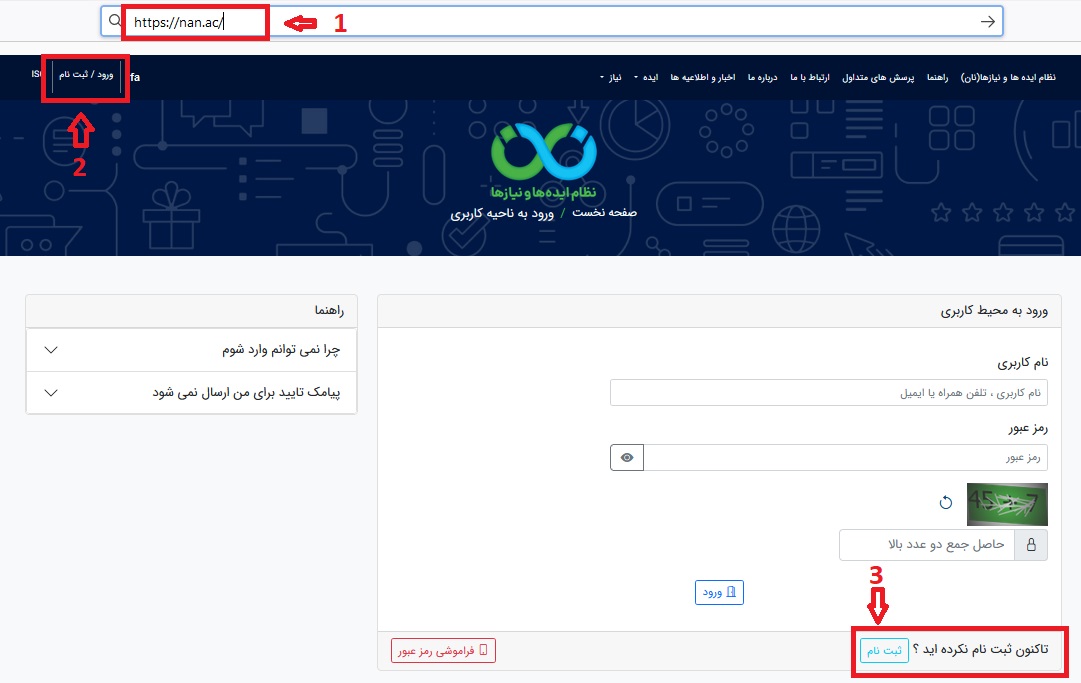 https://nan.ac/
1
نظام ایده ها و نیازها(نان)
راهنما
پرسش های متداول
ارتباط با ما
درباره ما
اخبار و اطلاعیه ها
ایده
نیاز
fa
ورود / ثبت نام
2
نظام ایده‌ها و نیازها
صفحه نخست / ورود به ناحیه کاربری
ورود به محیط کاربری
نام کاربری
نام کاربری ، تلفن همراه یا ایمیل
رمز عبور
رمز عبور
حاصل جمع دو عدد بالا
ورود
3
تاکنون ثبت نام نکرده اید ؟ ثبت نام
فراموشی رمز عبور
راهنما
چرا نمی توانم وارد شوم
پیامک تایید برای من ارسال نمی شود